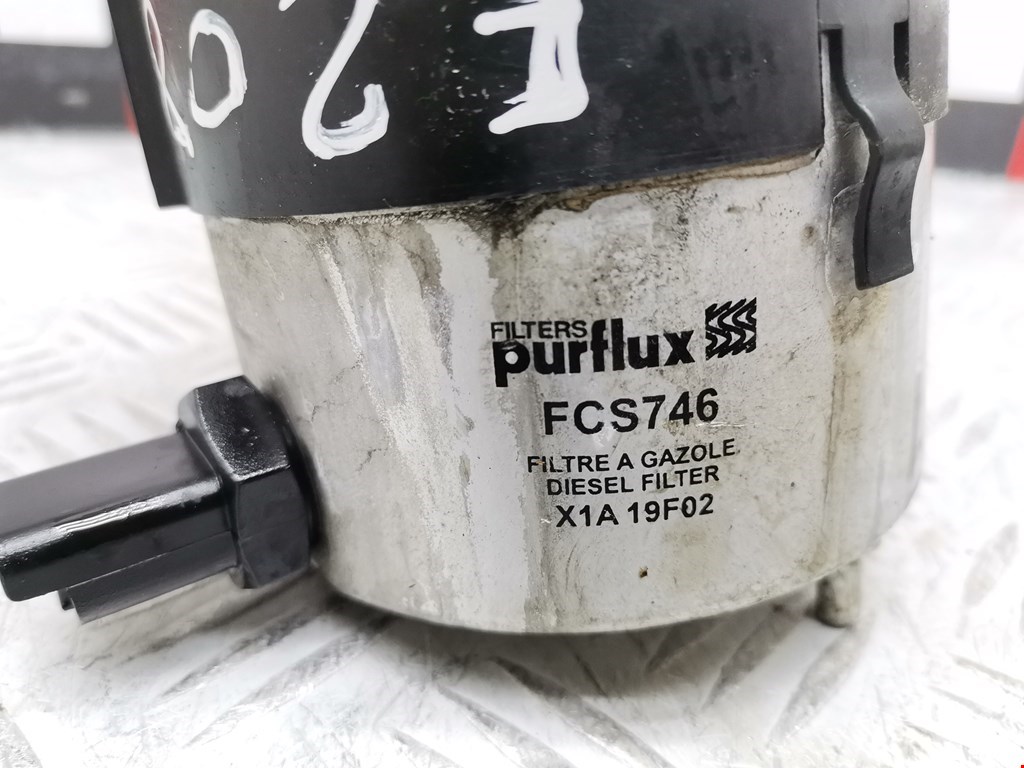 FILTERS
purflux
FCS746
FILTRE A GAZOLE
DIESEL FILTER
X1A 19F02